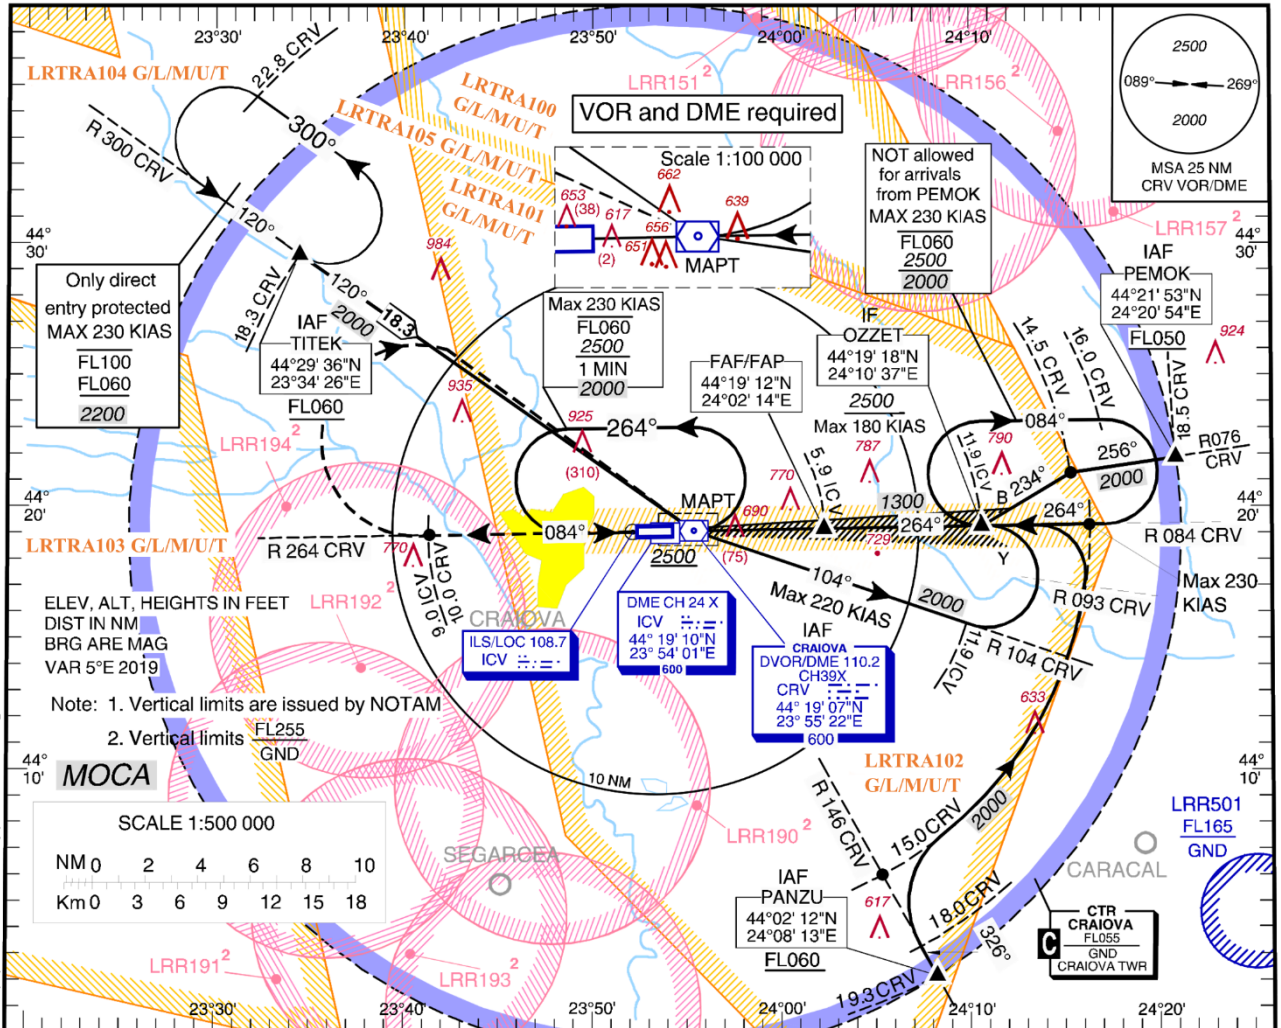 23°30'
23°40'
23°50'
24°00'
24°10'
LRTRA104 G/L/M/U/T
22.8 CRV
R 300 CRV
300°
120°
LRTRA100
G/L/M/U/T
LRTRA105 G/L/M/U/T
LRTRA101
G/L/M/U/T
LRR151 2
LRR156 2
LRR157 2
VOR and DME required
2500
089°
269°
2000
MSA 25 NM
CRV VOR/DME
Scale 1:100 000
662
653
(38)
617
(2)
656
651
639
MAPT
NOT allowed
for arrivals
from PEMOK
MAX 230 KIAS
FL060
2500
2000
44°
30'
44°
30'
984
Only direct
entry protected
MAX 230 KIAS
FL100
FL060
2200
18.3 CRV
120°
2000
18.3
IAF
TITEK
44°29' 36"N
23°34' 26"E
FL060
Max 230 KIAS
FL060
2500
1 MIN
2000
IAF
PEMOK
44°21' 53"N
24°20' 54"E
FL050
924
IF
OZZET
44°19' 18"N
24°10' 37"E
2500
Max 180 KIAS
FAF/FAP
44°19' 12"N
24°02' 14"E
14.5 CRV
16.0 CRV
18.5 CRV
935
925
(310)
264°
084°
787
790
770
5.9 ICV
11.9 ICV
256°
2000
R076
CRV
234°
LRR194 2
44°
20'
44°
20'
MAPT
690
(75)
1300
264°
B
Y
264°
729
R 084 CRV
LRTRA103 G/L/M/U/T
R 264 CRV
770
9.0 ICV
10.0 CRV
084°
2500
CRAIOVA
104°
Max 220 KIAS
2000
11.9 ICV
R 104 CRV
R 093 CRV
Max 230
KIAS
LRR192 2
ELEV, ALT, HEIGHTS IN FEET
DIST IN NM
BRG ARE MAG
VAR 5°E 2019
ILS/LOC 108.7
ICV
DME CH 24 X
ICV
44° 19' 10"N
23° 54' 01"E
600
IAF
CRAIOVA
DVOR/DME 110.2
CH39X
CRV
44° 19' 07"N
23° 55' 22"E
600
Note: 1. Vertical limits are issued by NOTAM
2. Vertical limits FL255
GND
MOCA
633
LRTRA102
G/L/M/U/T
44°
10'
44°
10'
10 NM
SCALE 1:500 000
NM 0 2 4 6 8 10
Km 0 3 6 9 12 15 18
R 146 CRV
15.0 CRV
2000
LRR501
FL165
GND
LRR190 2
SEGARCEA
CARACAL
IAF
PANZU
44°02' 12"N
24°08' 13"E
FL060
617
18.0 CRV
326°
19.3 CRV
C
CTR
CRAIOVA
FL055
GND
CRAIOVA TWR
LRR191 2
LRR193 2
23°30'
23°40'
23°50'
24°00'
24°10'
24°20'